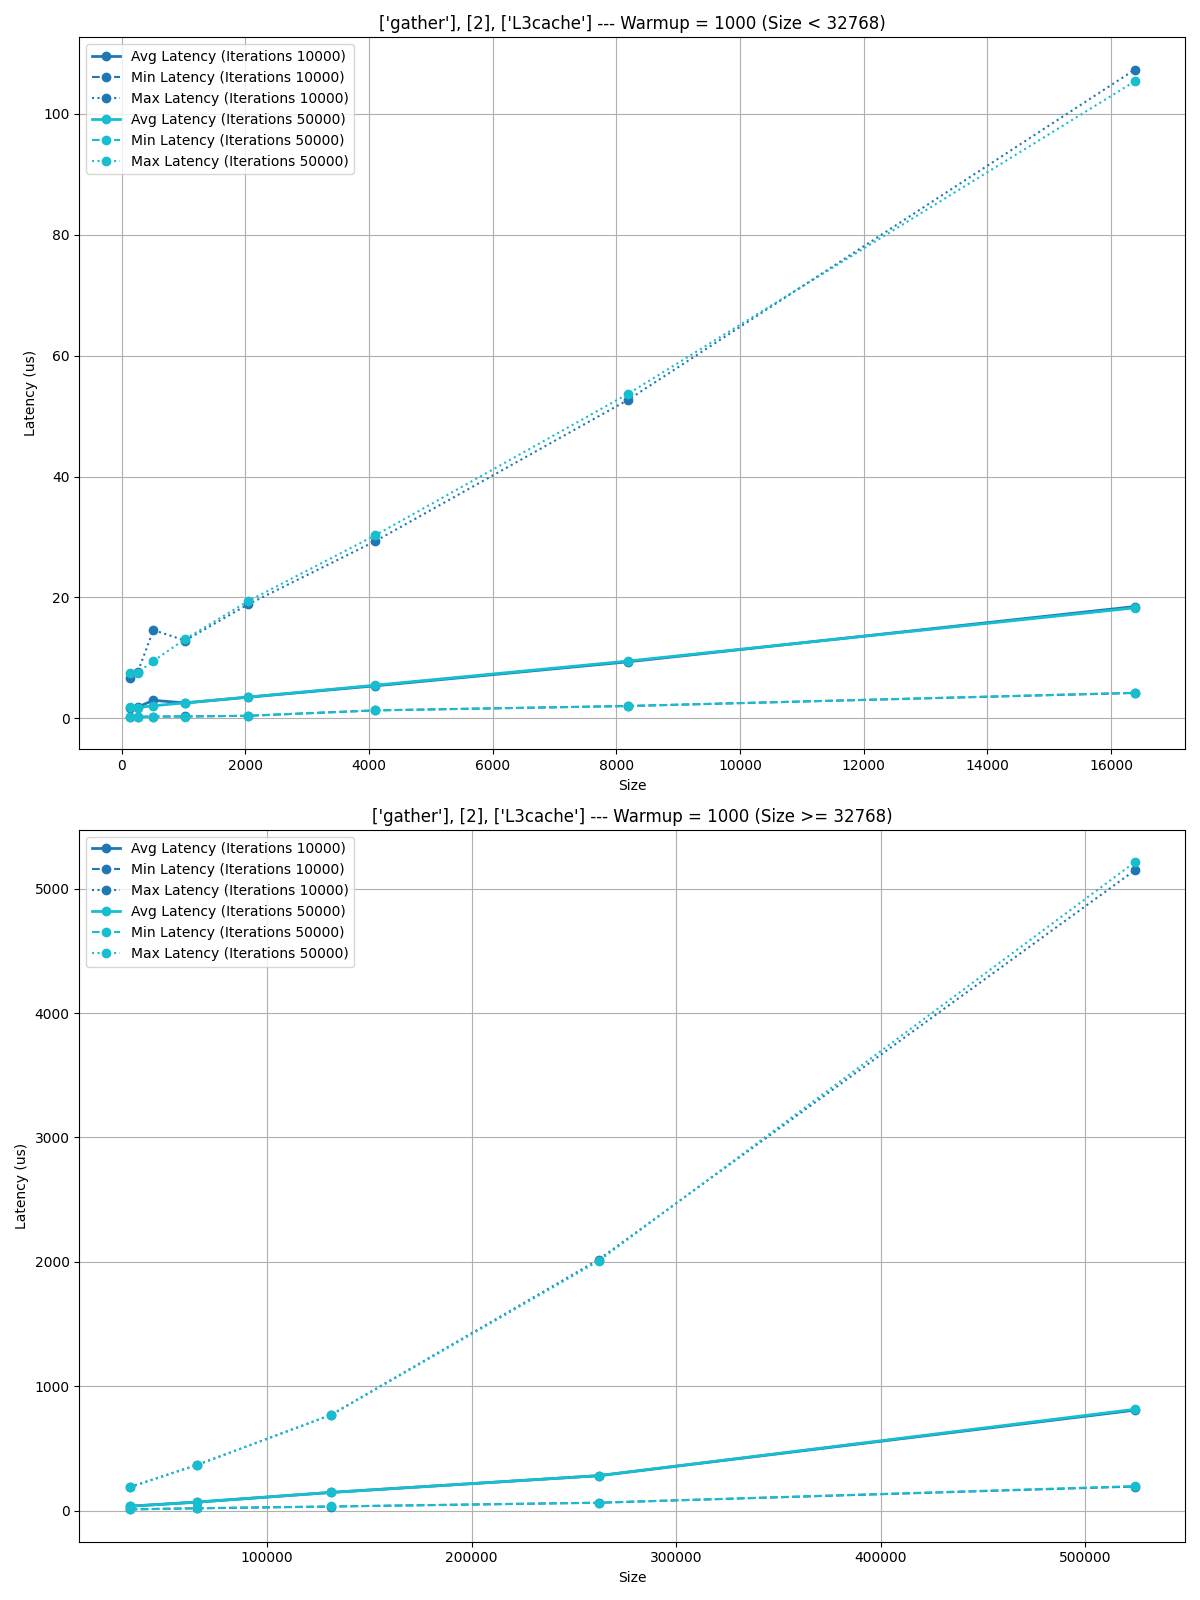 ['gather'], [2], ['L3cache'] --- Warmup = 1000 (Size < 32768)
Avg Latency (Iterations 10000)
Min Latency (Iterations 10000)
Max Latency (Iterations 10000)
Avg Latency (Iterations 50000)
Min Latency (Iterations 50000)
Max Latency (Iterations 50000)
100
80
60
40
20
0
Latency (us)
0 2000 4000 6000 8000 10000 12000 14000 16000
Size
['gather'], [2], ['L3cache'] --- Warmup = 1000 (Size >= 32768)
Avg Latency (Iterations 10000)
Min Latency (Iterations 10000)
Max Latency (Iterations 10000)
Avg Latency (Iterations 50000)
Min Latency (Iterations 50000)
Max Latency (Iterations 50000)
5000
4000
3000
2000
1000
0
Latency (us)
100000 200000 300000 400000 500000
Size